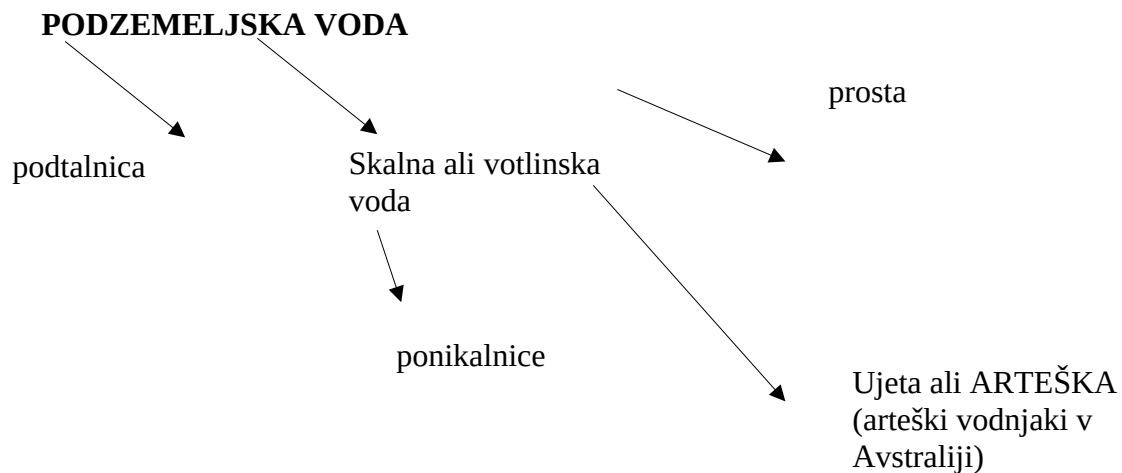 PODZEMELJSKA VODA
prosta
podtalnica
Skalna ali votlinska
voda
ponikalnice
Ujeta ali ARTEŠKA
(arteški vodnjaki v
Avstraliji)